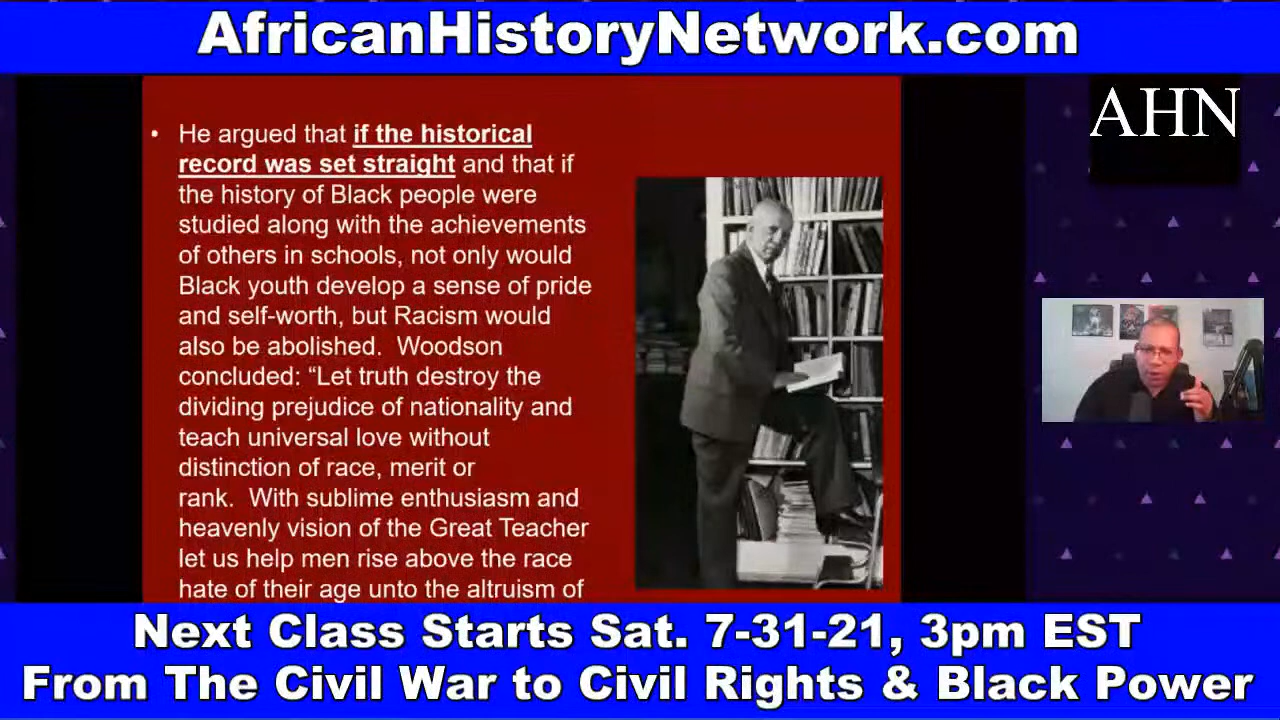 AfricanHistoryNetwork.com
AHN
• He argued that if the historical
record was set straight and that if
the history of Black people were
studied along with the achievements
of others in schools, not only would
Black youth develop a sense of pride
and self-worth, but Racism would
also be abolished.  Woodson
concluded: “Let truth destroy the
dividing prejudice of nationality and
teach universal love without
distinction of race, merit or
rank.  With sublime enthusiasm and
heavenly vision of the Great Teacher
let us help men rise above the race
hate of their age unto the altruism of
Next Class Starts Sat. 7-31-21, 3pm EST
From The Civil War to Civil Rights & Black Power